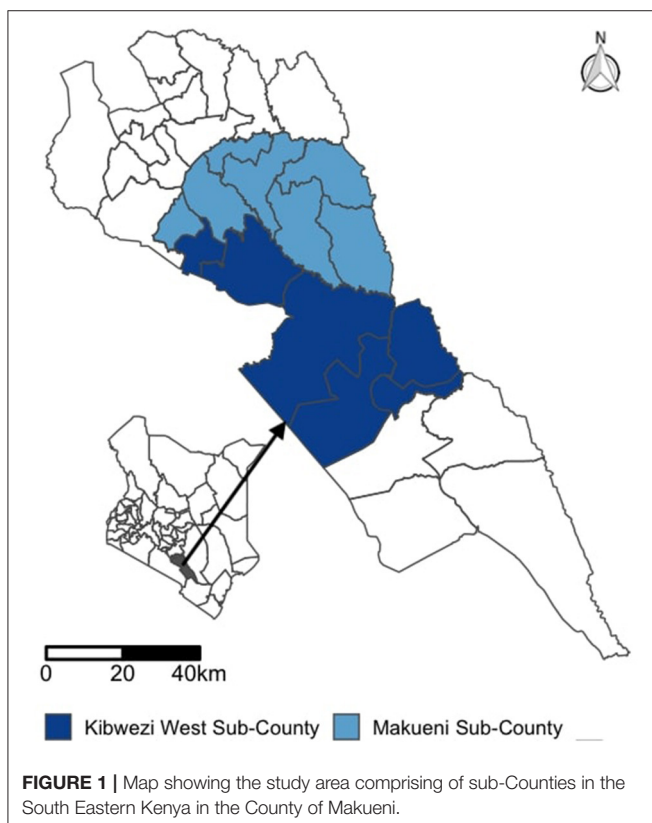 N
0 20 40km
Kibwezi West Sub-County Makueni Sub-County
FIGURE 1 | Map showing the study area comprising of sub-Counties in the
South Eastern Kenya in the County of Makueni.